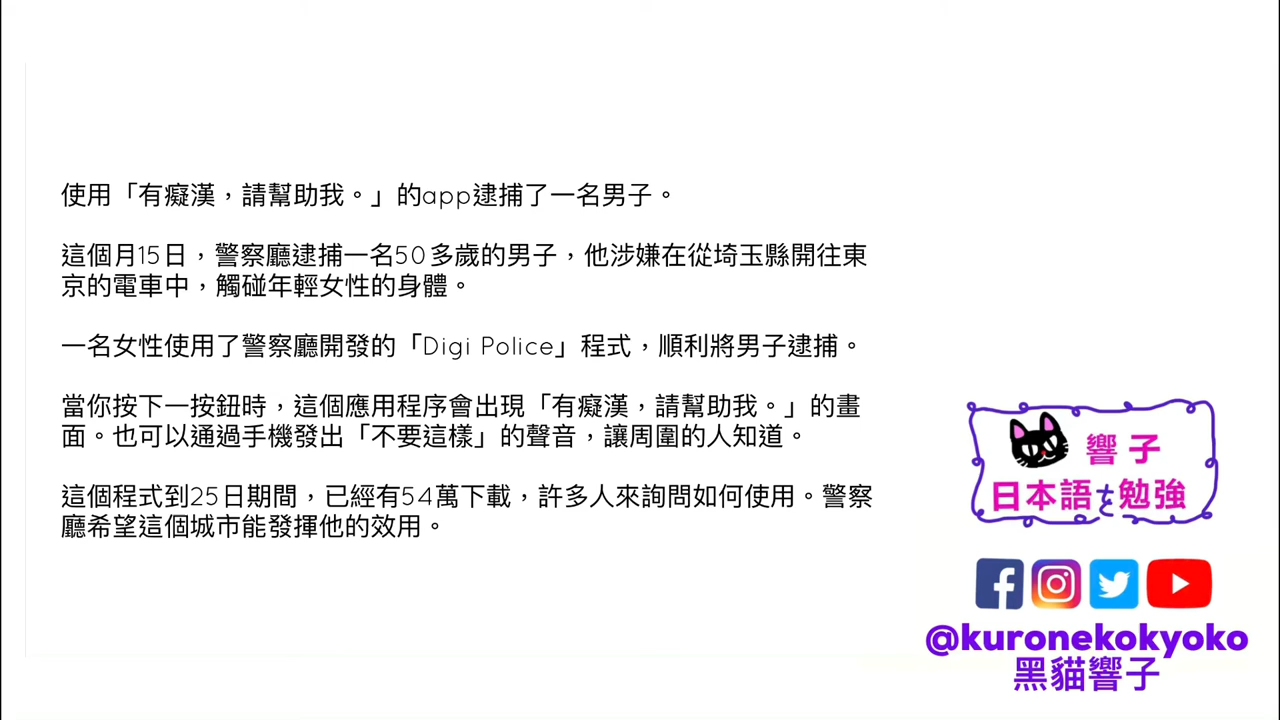 使用「有癡漢，請幫助我。」的app逮捕了一名男子。
這個月15日，警察廳逮捕一名50多歲的男子，他涉嫌在從埼玉縣開往東
京的電車中，觸碰年輕女性的身體。
一名女性使用了警察廳開發的「Digi Police」程式，順利將男子逮捕。
當你按下一按鈕時，這個應用程序會出現「有癡漢，請幫助我。」的畫
面。也可以通過手機發出「不要這樣」的聲音，讓周圍的人知道。
這個程式到25日期間，已經有54萬下載，許多人來詢問如何使用。警察
廳希望這個城市能發揮他的效用。
響子
日本語を勉強
@kuronekokyoko
黑貓響子